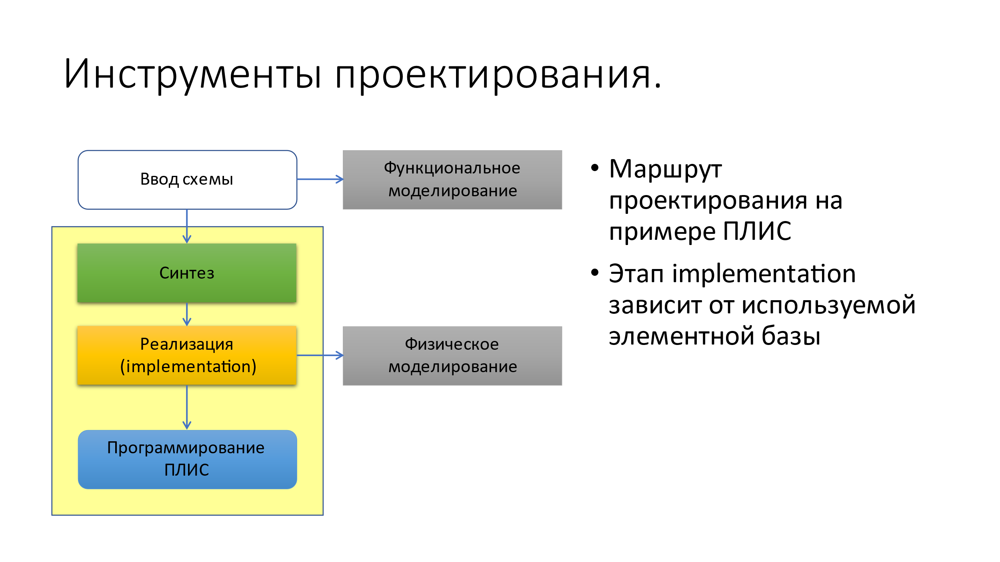 Инструменты проектирования.
Ввод схемы
Функциональное
моделирование
Синтез
Реализация
(implementation)
Физическое
моделирование
Программирование
ПЛИС
• Маршрут
проектирования на
примере ПЛИС
• Этап implementation
зависит от используемой
элементной базы